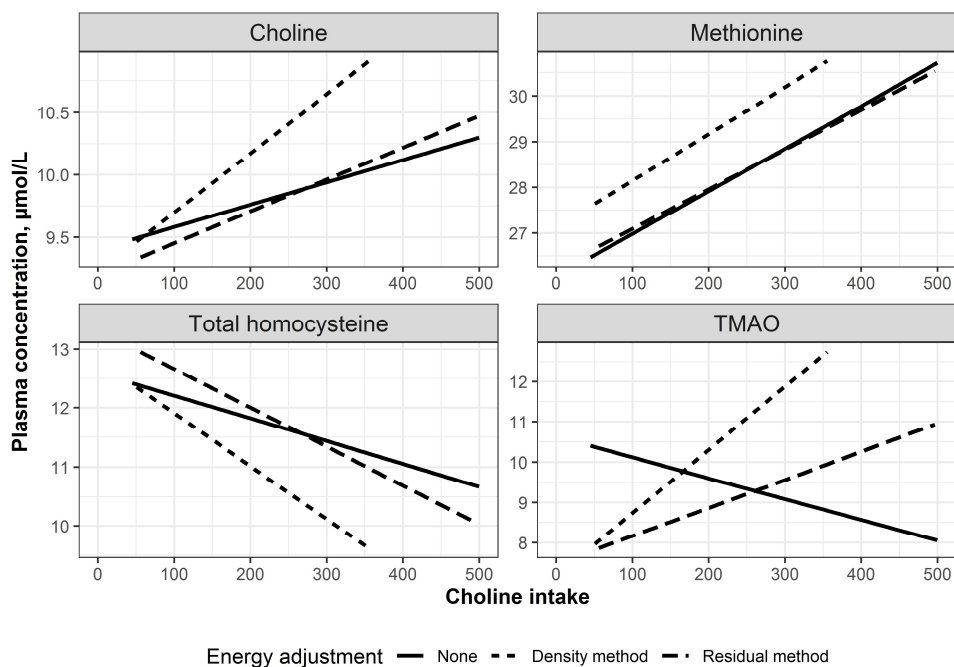 Choline
Methionine
10.5
10.0
9.5
30
29
28
27
0 100 200 300 400 500
0 100 200 300 400 500
Total homocysteine
TMAO
13
12
11
10
12
11
10
9
8
0 100 200 300 400 500
0 100 200 300 400 500
Plasma concentration, µmol/L
Choline intake
Energy adjustment None Density method Residual method